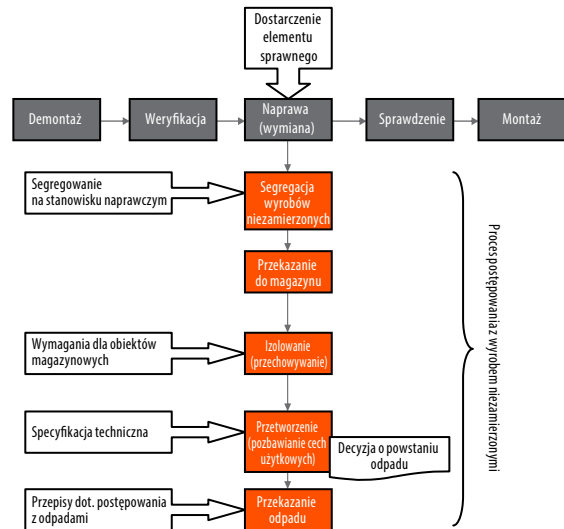 Dostarczenie
elementu
sprawnego
Demontaż
Weryfikacja
Naprawa
(wymiana)
Sprawdzenie
Montaż
Segregowanie
na stanowisku naprawczym
Segregacja
wyrobów
niezamierzonych
Przekazanie
do magazynu
Wymagania dla obiektów
magazynowych
Izolowanie
(przechowywanie)
Specyfikacja techniczna
Przetworzenie
(pozbawianie cech
użytkowych)
Decyzja o powstaniu
odpadu
Przepisy dot. postępowania
z odpadami
Przekazanie
odpadu
Proces postępowania z wyrobem niezamierzonymi